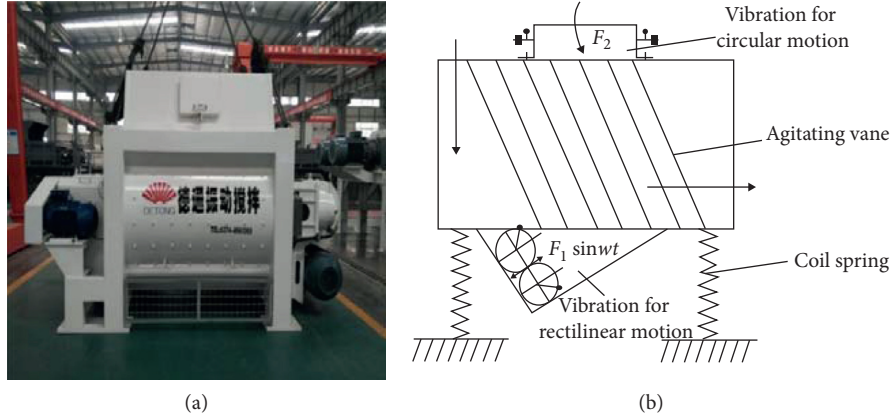 DETONG
德通振动搅拌
(a)
Vibration for
circular motion
F₂
Agitating vane
F₁ sinwt
Coil spring
Vibration for
rectilinear motion
(b)